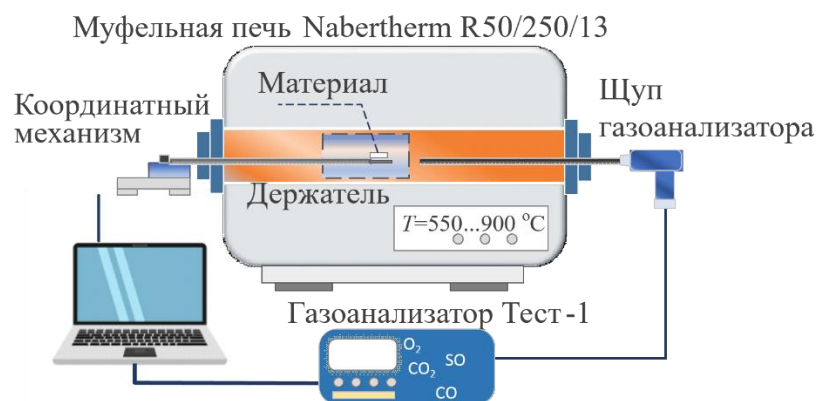 Муфельная печь Nabertherm R50/250/13
Материал
Координатный
механизм
Щуп
газоанализатора
Держатель
T=550...900 °C
Газоанализатор Тест-1
O₂
CO₂
SO
CO